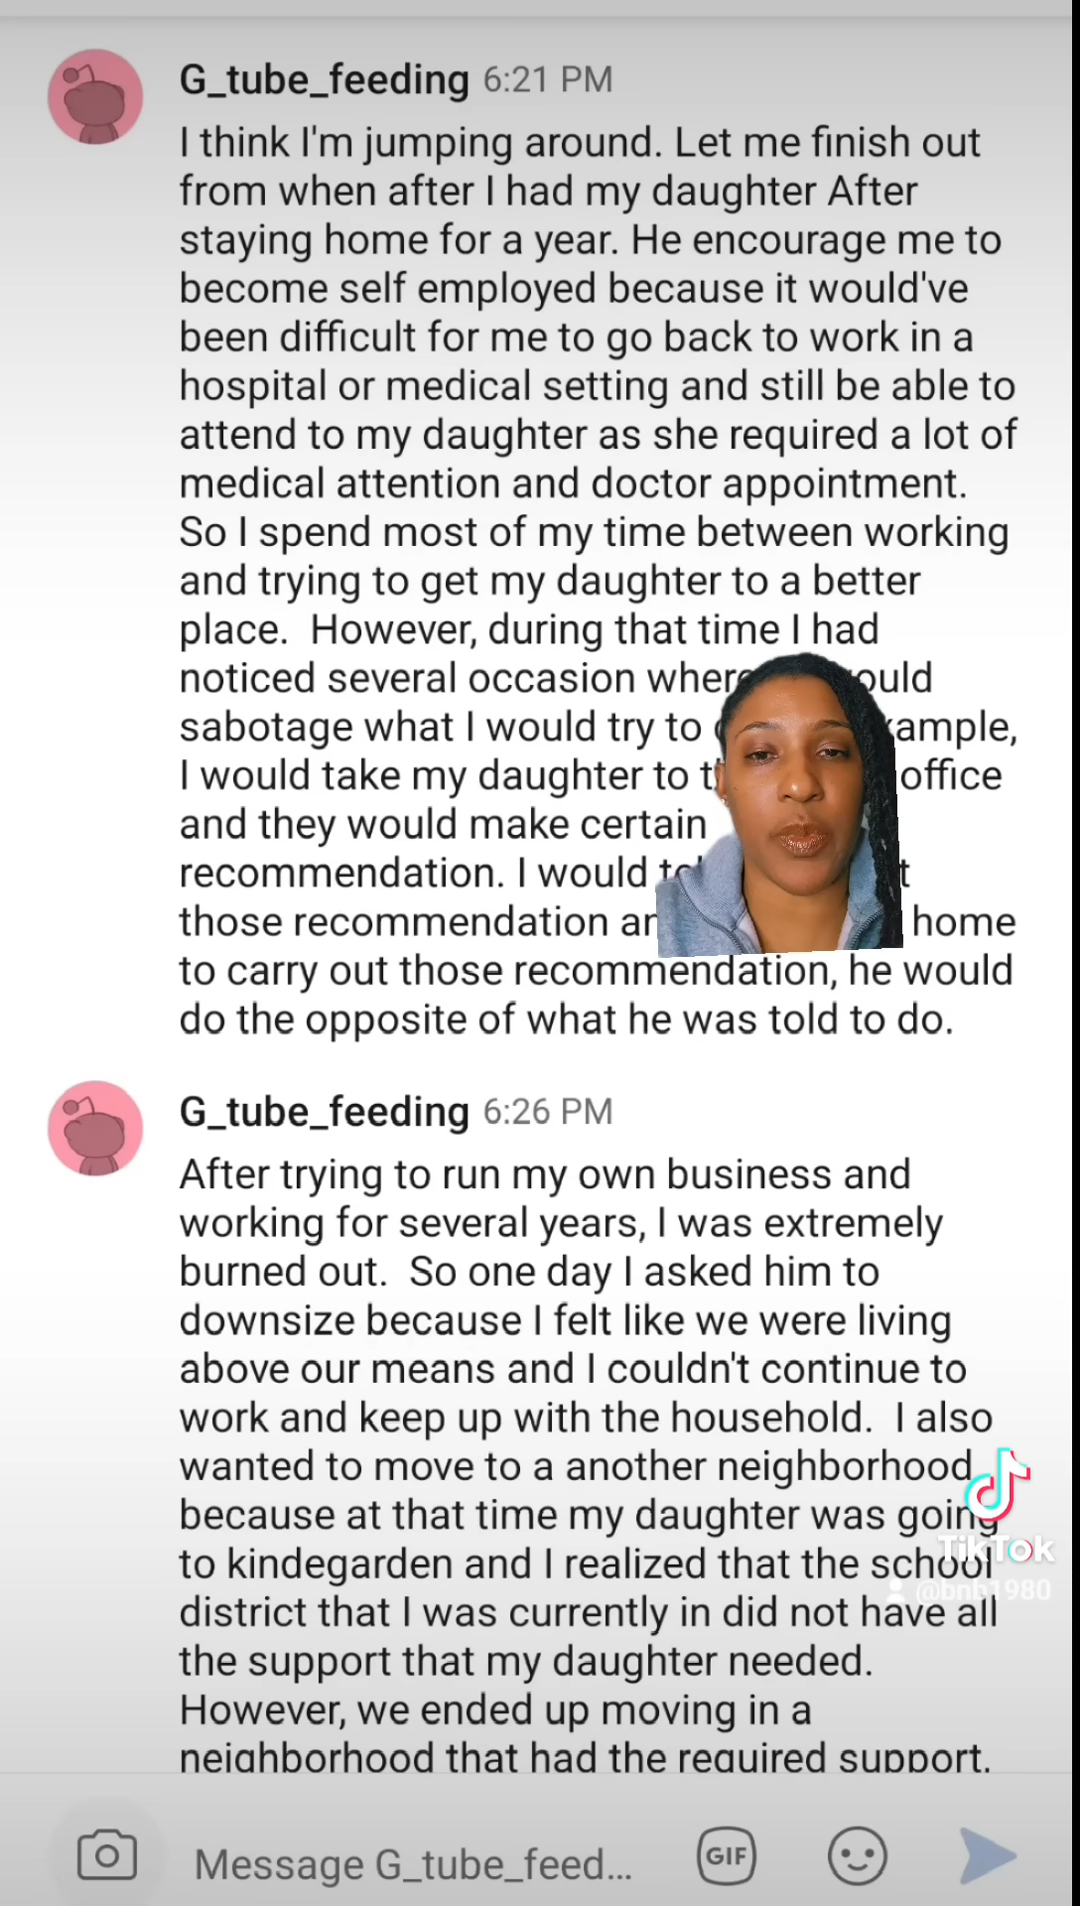 G_tube_feeding 6:21 PM
I think I'm jumping around. Let me finish out
from when after I had my daughter After
staying home for a year. He encourage me to
become self employed because it would've
been difficult for me to go back to work in a
hospital or medical setting and still be able to
attend to my daughter as she required a lot of
medical attention and doctor appointment.
So I spend most of my time between working
and trying to get my daughter to a better
place.  However, during that time I had
noticed several occasion where would
sabotage what I would try to
I would take my daughter to office
and they would make certain
recommendation. I would
those recommendation home
to carry out those recommendation, he would
do the opposite of what he was told to do.
G_tube_feeding 6:26 PM
After trying to run my own business and
working for several years, I was extremely
burned out.  So one day I asked him to
downsize because I felt like we were living
above our means and I couldn't continue to
work and keep up with the household.  I also
wanted to move to a another neighborhood
because at that time my daughter was going
to kindegarden and I realized that the school
district that I was currently in did not have all
the support that my daughter needed.
However, we ended up moving in a
neighborhood that had the required support.
TikTok
@bnb1980
Message G_tube_feed...
GIF